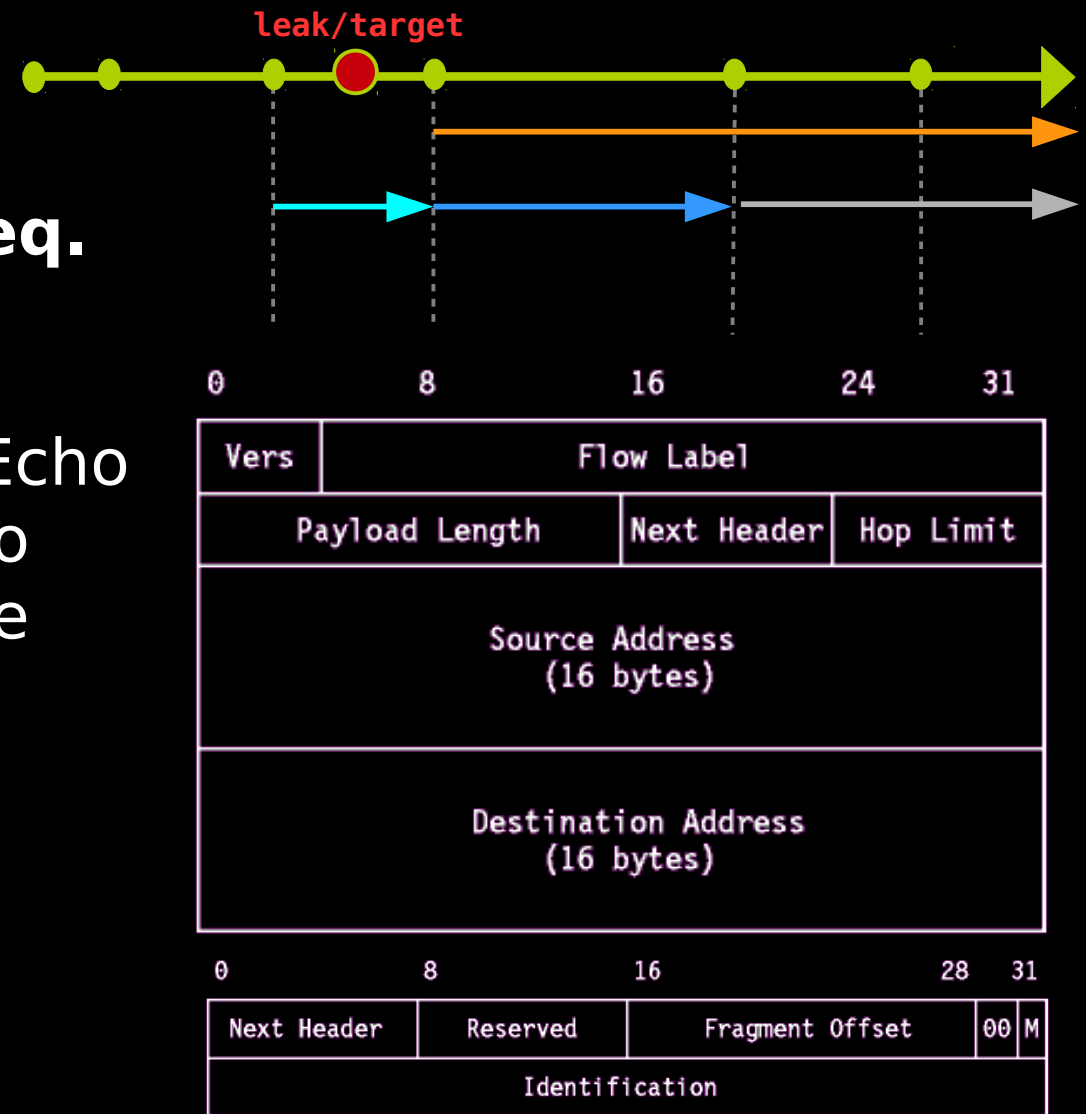 leak/target
eq.
Echo
o
e
0 8 16 24 31
Vers Flow Label
Payload Length Next Header Hop Limit
Source Address
(16 bytes)
Destination Address
(16 bytes)
0 8 16 28 31
Next Header Reserved Fragment Offset 00 M
Identification